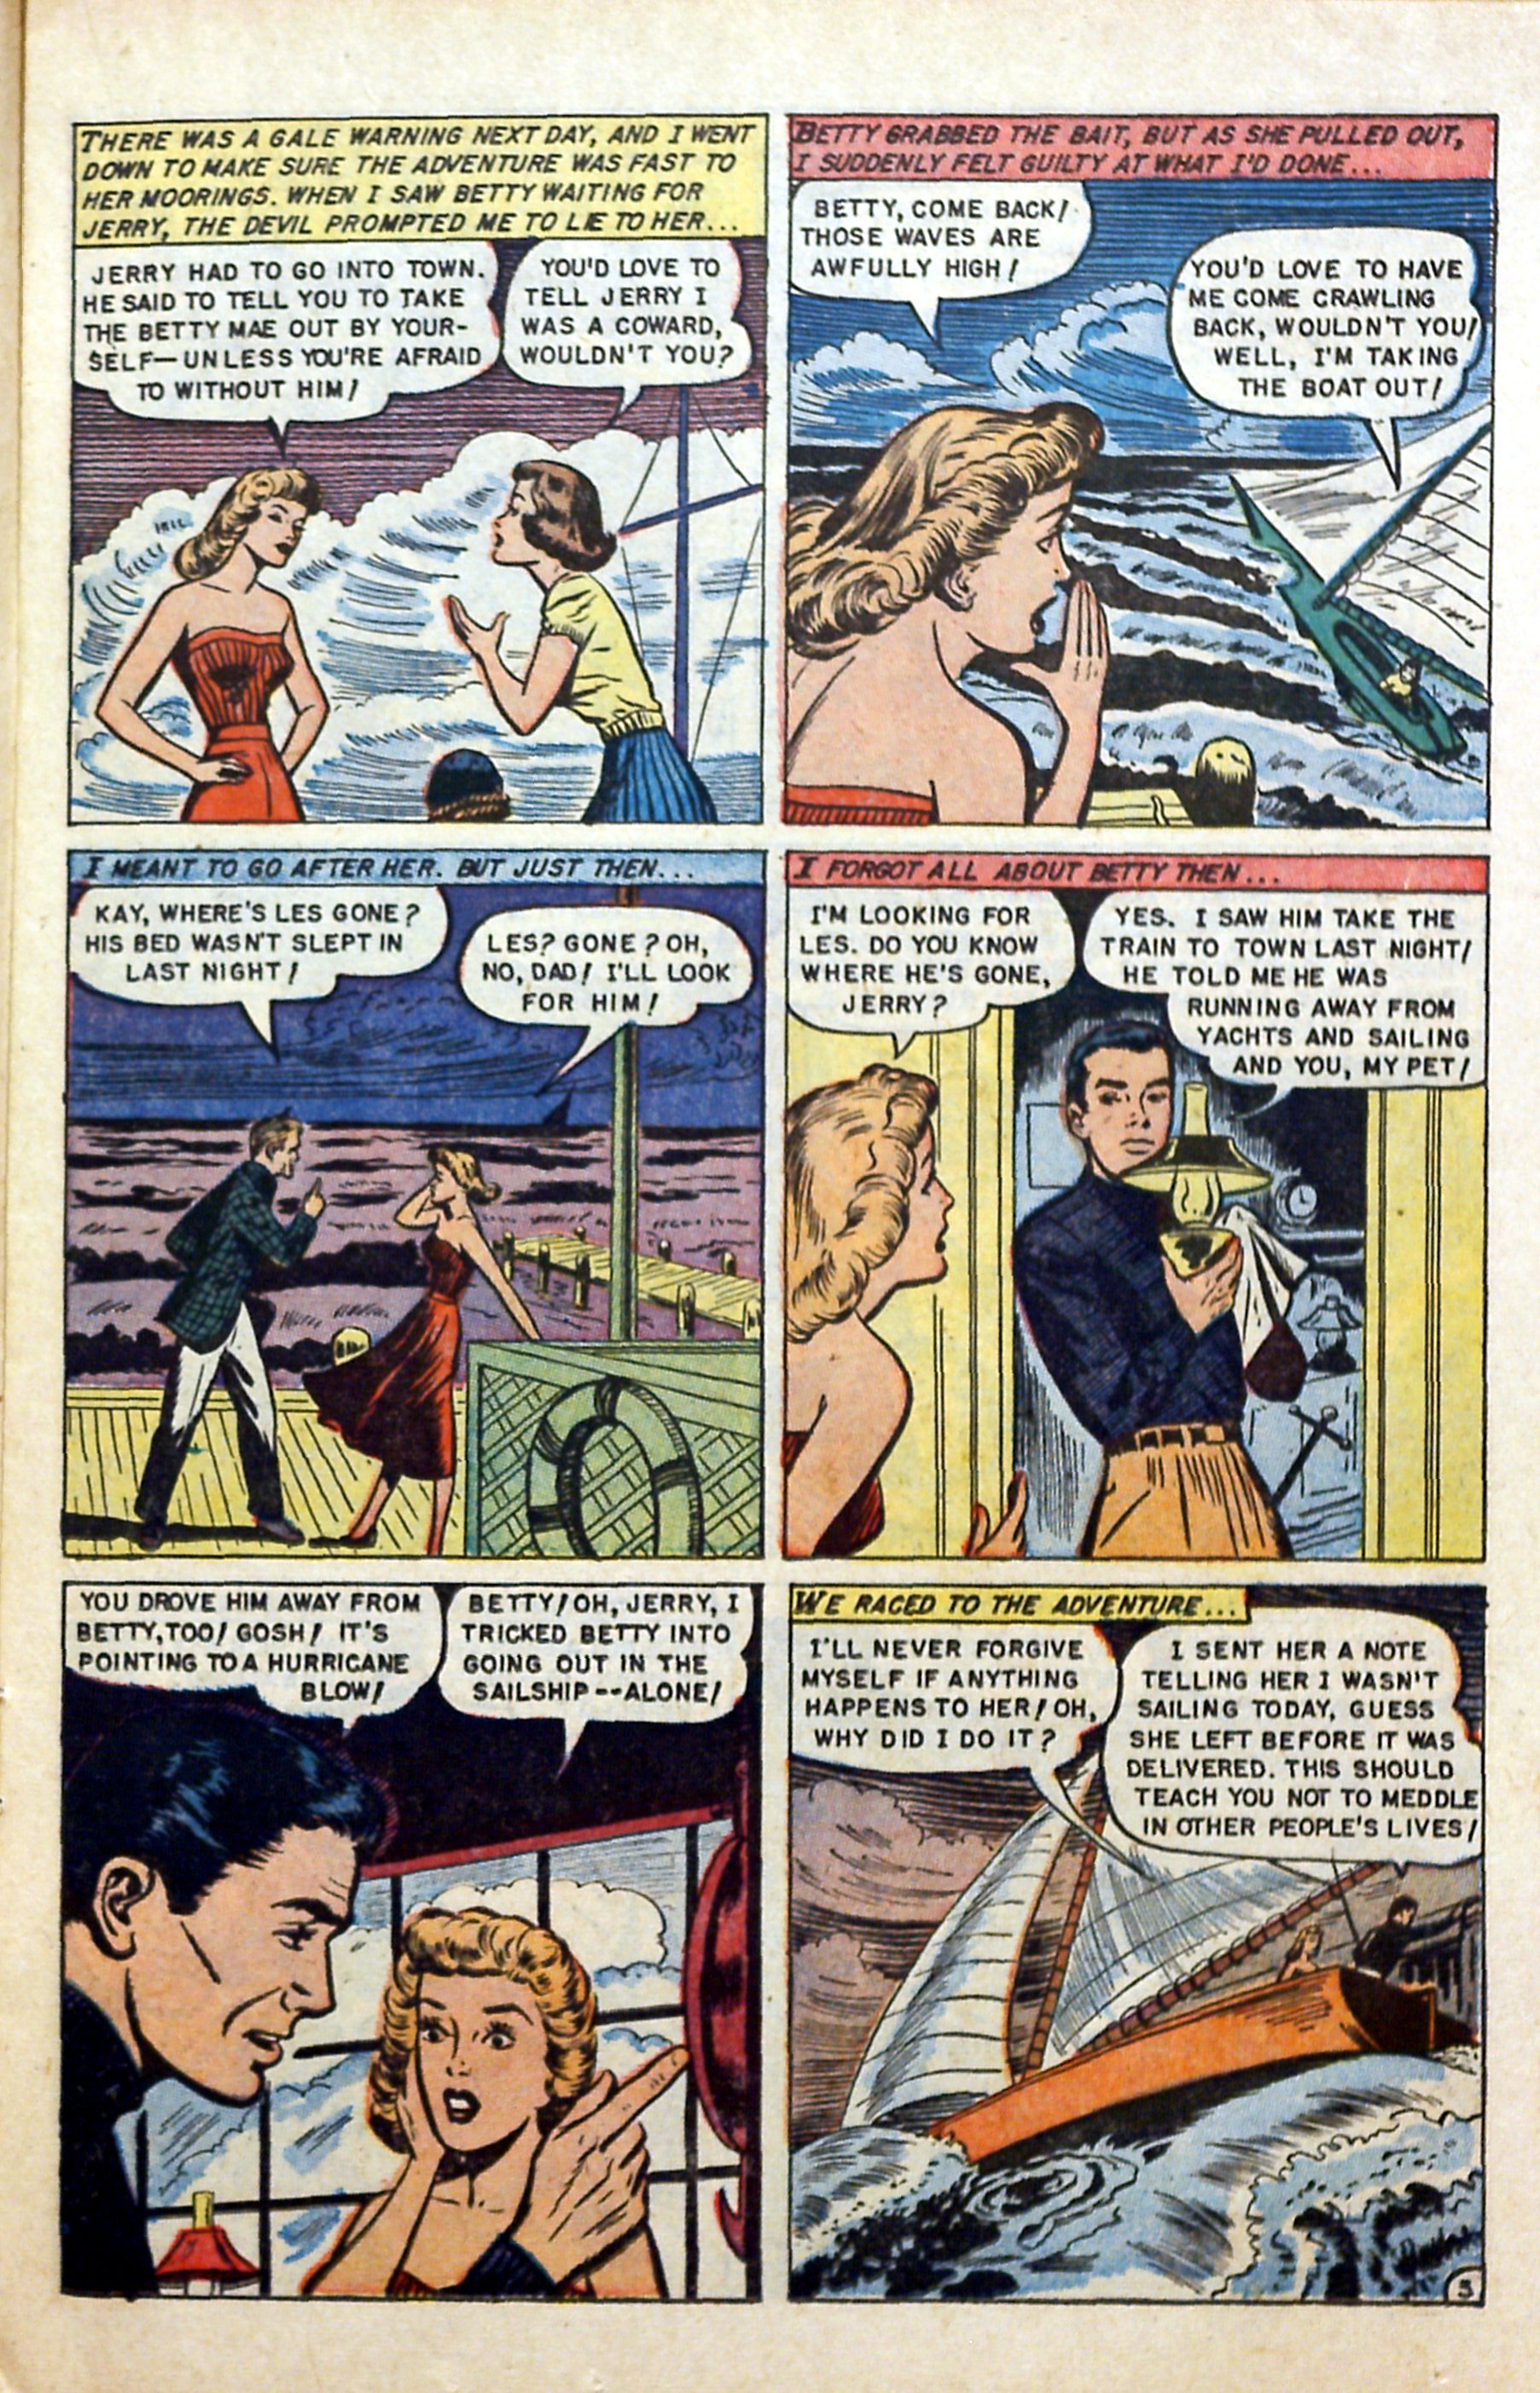 THERE WAS A GALE WARNING NEXT DAY, AND I WENT
DOWN TO MAKE SURE THE ADVENTURE WAS FAST TO
HER MOORINGS. WHEN I SAW BETTY WAITING FOR
JERRY, THE DEVIL PROMPTED ME TO LIE TO HER...
JERRY HAD TO GO INTO TOWN.
HE SAID TO TELL YOU TO TAKE
THE BETTY MAE OUT BY YOUR-
SELF—UNLESS YOU'RE AFRAID
TO WITHOUT HIM!
YOU'D LOVE TO
TELL JERRY I
WAS A COWARD,
WOULDN'T YOU?
BETTY GRABBED THE BAIT, BUT AS SHE PULLED OUT,
I SUDDENLY FELT GUILTY AT WHAT I'D DONE...
BETTY, COME BACK!
THOSE WAVES ARE
AWFULLY HIGH!
YOU'D LOVE TO HAVE
ME COME CRAWLING
BACK, WOULDN'T YOU!
WELL, I'M TAKING
THE BOAT OUT!
I MEANT TO GO AFTER HER. BUT JUST THEN...
KAY, WHERE'S LES GONE?
HIS BED WASN'T SLEPT IN
LAST NIGHT!
LES? GONE? OH,
NO, DAD! I'LL LOOK
FOR HIM!
I FORGOT ALL ABOUT BETTY THEN...
I'M LOOKING FOR
LES. DO YOU KNOW
WHERE HE'S GONE,
JERRY?
YES. I SAW HIM TAKE THE
TRAIN TO TOWN LAST NIGHT!
HE TOLD ME HE WAS
RUNNING AWAY FROM
YACHTS AND SAILING
AND YOU, MY PET!
YOU DROVE HIM AWAY FROM
BETTY, TOO! GOSH! IT'S
POINTING TO A HURRICANE
BLOW!
BETTY! OH, JERRY, I
TRICKED BETTY INTO
GOING OUT IN THE
SAILSHIP--ALONE!
WE RACED TO THE ADVENTURE...
I'LL NEVER FORGIVE
MYSELF IF ANYTHING
HAPPENS TO HER! OH,
WHY DID I DO IT?
I SENT HER A NOTE
TELLING HER I WASN'T
SAILING TODAY, GUESS
SHE LEFT BEFORE IT WAS
DELIVERED. THIS SHOULD
TEACH YOU NOT TO MEDDLE
IN OTHER PEOPLE'S LIVES!
3